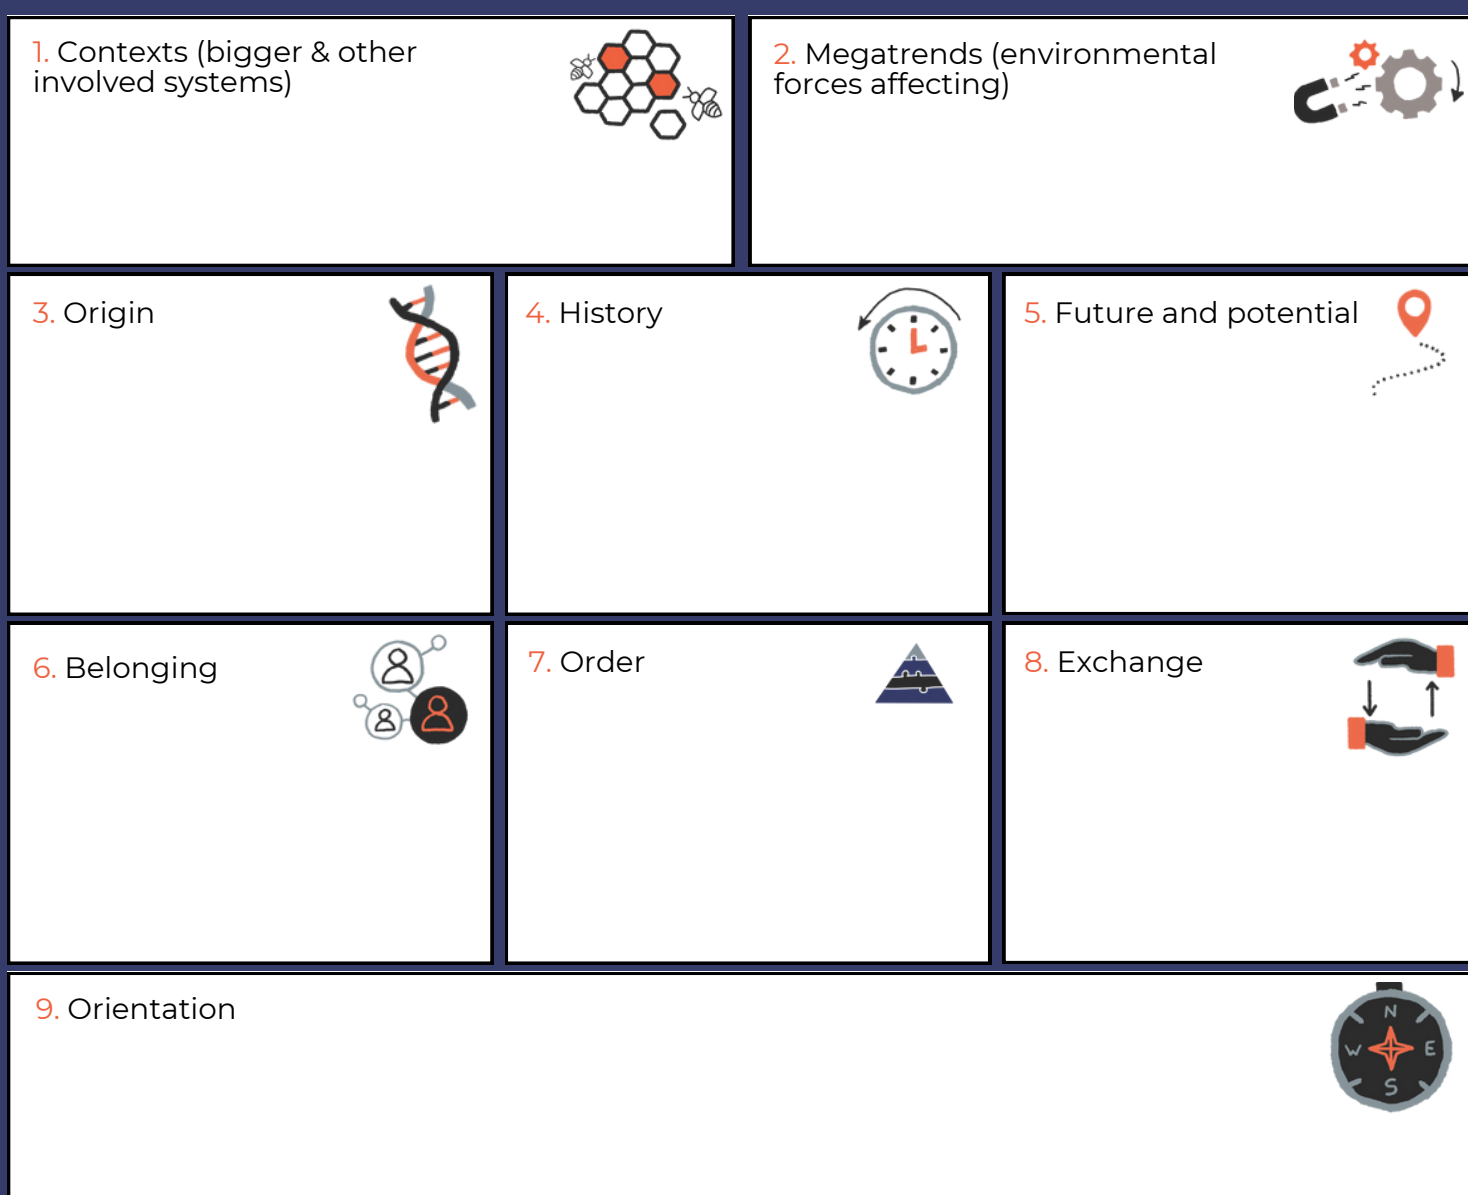 1. Contexts (bigger & other
involved systems)
2. Megatrends (environmental
forces affecting)
3. Origin
4. History
5. Future and potential
6. Belonging
7. Order
8. Exchange
9. Orientation
N
W
E
S